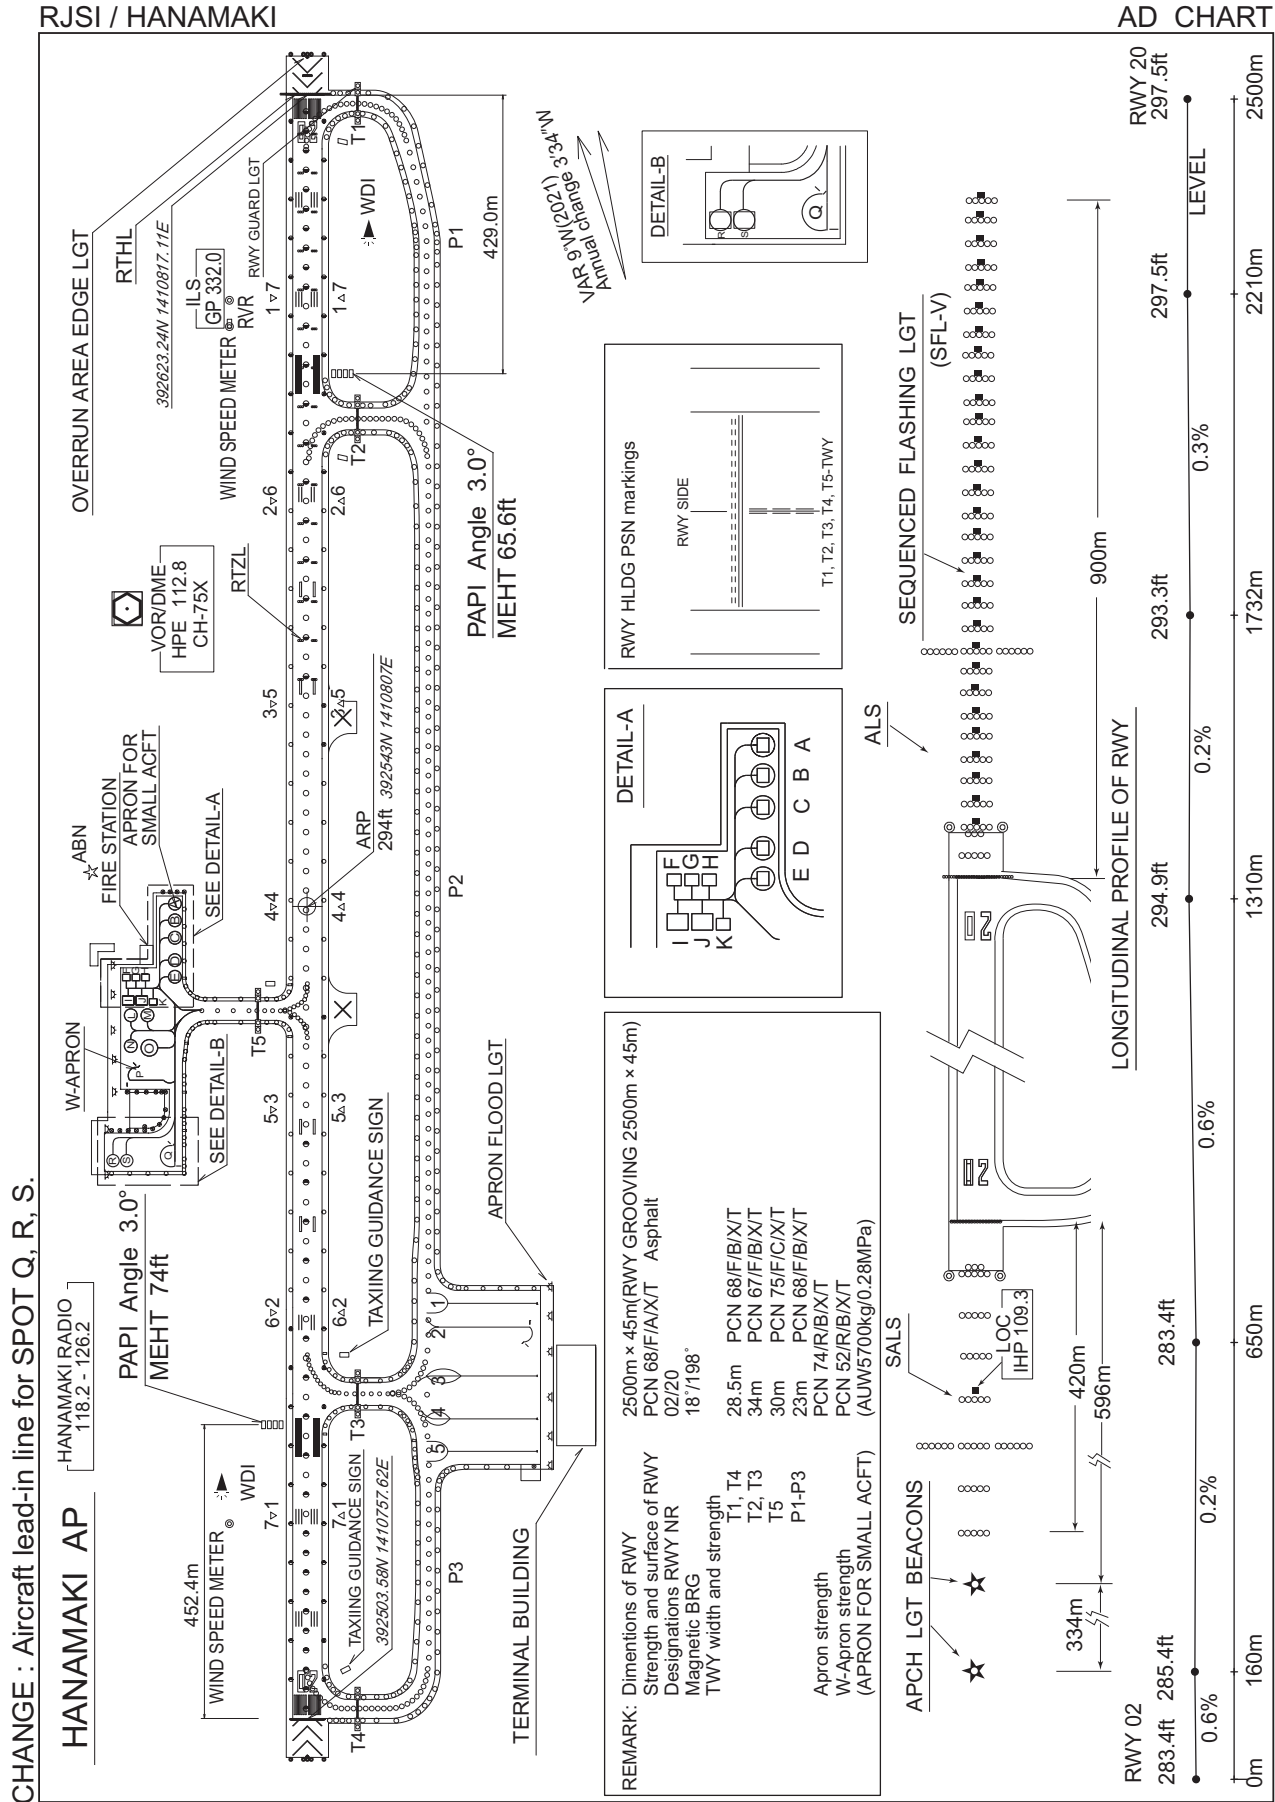 RJSI / HANAMAKI
AD CHART
CHANGE : Aircraft lead-in line for SPOT Q, R, S.
HANAMAKI AP
HANAMAKI RADIO
118.2 - 126.2
PAPI Angle 3.0°
MEHT 74ft
452.4m
WIND SPEED METER
WDI
W-APRON
SEE DETAIL-B
ABN
FIRE STATION
APRON FOR
SMALL ACFT
SEE DETAIL-A
A
B
C
D
E
F
G
I
J
K
L
M
N
O
P
Q
R
S
VOR/DME
HPE 112.8
CH-75X
RTZL
OVERRUN AREA EDGE LGT
RTHL
392623.24N 1410817.11E
ILS
GP 332.0
WIND SPEED METER
RVR
RWY GUARD LGT
7▿1
6▿2
5▿3
4▿4
3▿5
2▿6
1▿7
7▵1
6▵2
5▵3
4▵4
3▵5
2▵6
1▵7
T5
T4
T3
T2
T1
TAXIING GUIDANCE SIGN
392503.58N 1410757.62E
TAXIING GUIDANCE SIGN
ARP
294ft 392543N 1410807E
WDI
P3
P2
P1
429.0m
PAPI Angle 3.0°
MEHT 65.6ft
5
4
3
2
1
TERMINAL BUILDING
APRON FLOOD LGT
VAR 9°W(2021)
Annual change 3'34"W
REMARK: Dimentions of RWY 2500m × 45m(RWY GROOVING 2500m × 45m)
Strength and surface of RWY PCN 68/F/A/X/T Asphalt
Designations RWY NR 02/20
Magnetic BRG 18°/198°
TWY width and strength
T1, T4 28.5m PCN 68/F/B/X/T
T2, T3 34m PCN 67/F/B/X/T
T5 30m PCN 75/F/C/X/T
P1-P3 23m PCN 68/F/B/X/T
Apron strength PCN 74/R/B/X/T
W-Apron strength PCN 52/R/B/X/T
(APRON FOR SMALL ACFT) (AUW5700kg/0.28MPa)
DETAIL-A
F
G
H
I
J
K
E D C B A
RWY HLDG PSN markings
RWY SIDE
T1, T2, T3, T4, T5-TWY
DETAIL-B
R
S
Q
APCH LGT BEACONS
SALS
LOC
IHP 109.3
334m
420m
596m
ALS
SEQUENCED FLASHING LGT
(SFL-V)
900m
LONGITUDINAL PROFILE OF RWY
RWY 02
RWY 20
283.4ft
285.4ft
283.4ft
294.9ft
293.3ft
297.5ft
297.5ft
0.6%
0.2%
0.6%
0.2%
0.3%
LEVEL
0m
160m
650m
1310m
1732m
2210m
2500m